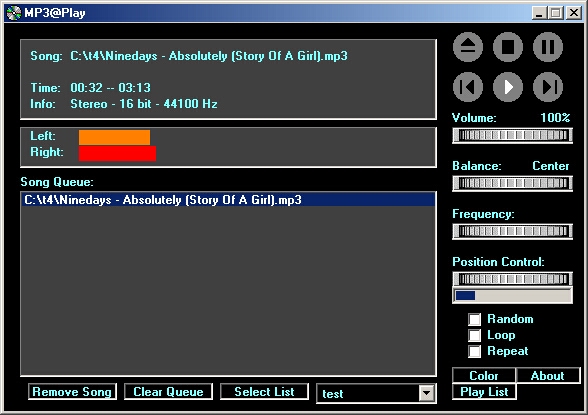 MP3@Play
Song: C:\t4\Ninedays - Absolutely (Story Of A Girl).mp3
Time: 00:32 -- 03:13
Info: Stereo - 16 bit - 44100 Hz
Left:
Right:
Song Queue:
C:\t4\Ninedays - Absolutely (Story Of A Girl).mp3
Remove Song
Clear Queue
Select List
test
Volume: 100%
Balance: Center
Frequency:
Position Control:
Random
Loop
Repeat
Color
About
Play List